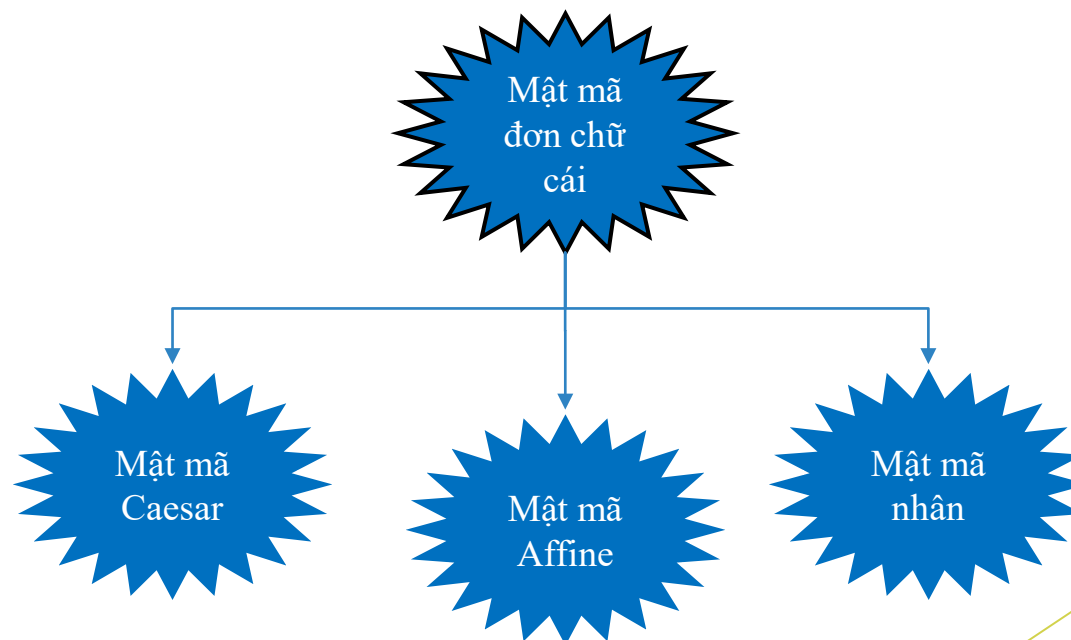 Mật mã
đơn chữ
cái
Mật mã
Caesar
Mật mã
Affine
Mật mã
nhân